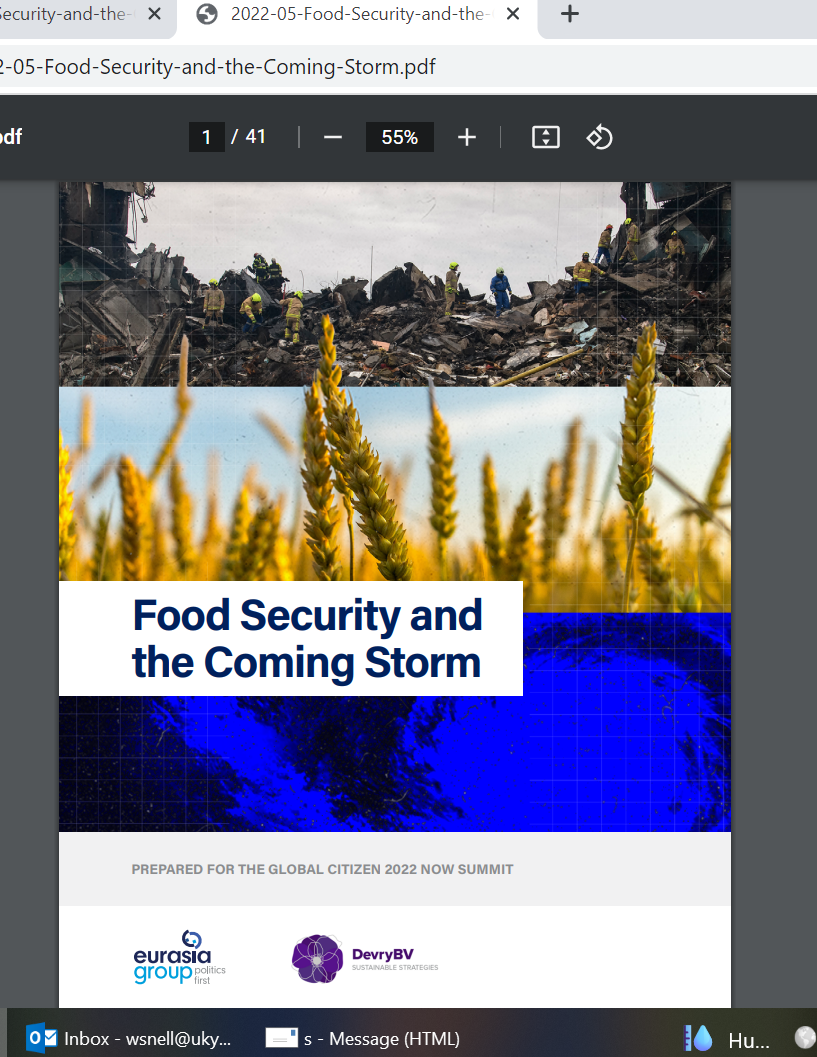 ecurity-and-the-
2022-05-Food-Security-and-the-
2-05-Food-Security-and-the-Coming-Storm.pdf
pdf
1 / 41
55%
Food Security and
the Coming Storm
PREPARED FOR THE GLOBAL CITIZEN 2022 NOW SUMMIT
eurasia
group politics
first
DevryBV
SUSTAINABLE STRATEGIES
Inbox - wsnell@uky...
s - Message (HTML)
Hu...